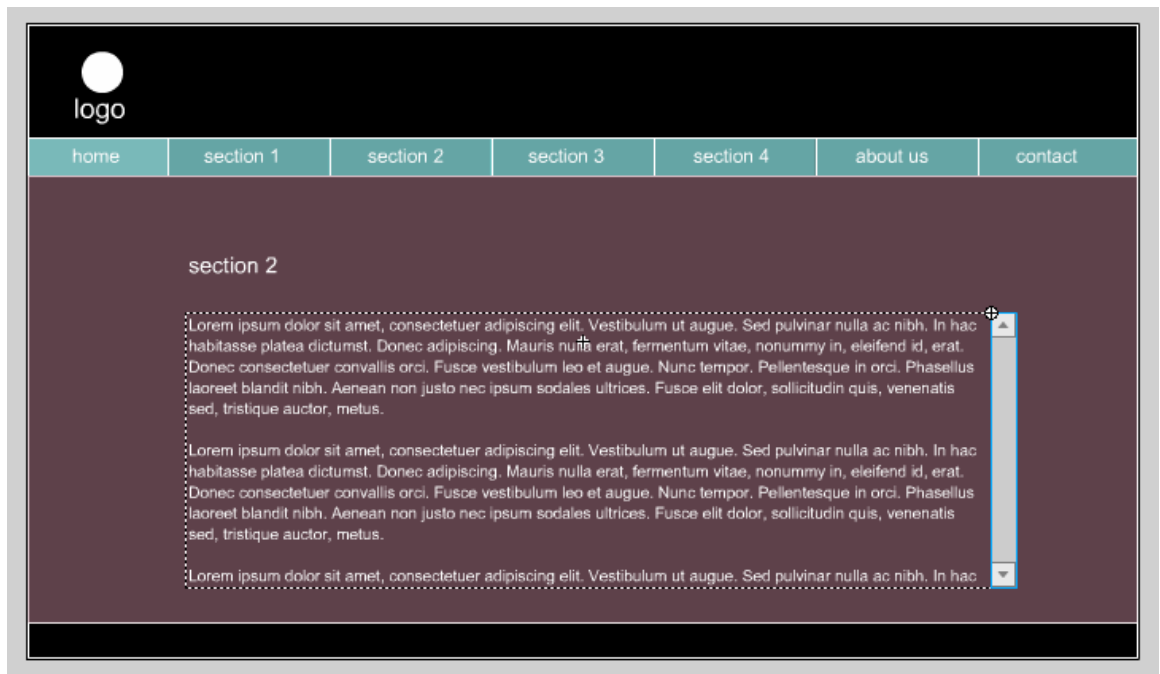 logo
home section 1 section 2 section 3 section 4 about us contact
section 2
Lorem ipsum dolor sit amet, consectetuer adipiscing elit. Vestibulum ut augue. Sed pulvinar nulla ac nibh. In hac
habitasse platea dictumst. Donec adipiscing. Mauris nulla erat, fermentum vitae, nonummy in, eleifend id, erat.
Donec consectetuer convallis orci. Fusce vestibulum leo et augue. Nunc tempor. Pellentesque in orci. Phasellus
laoreet blandit nibh. Aenean non justo nec ipsum sodales ultrices. Fusce elit dolor, sollicitudin quis, venenatis
sed, tristique auctor, metus.
Lorem ipsum dolor sit amet, consectetuer adipiscing elit. Vestibulum ut augue. Sed pulvinar nulla ac nibh. In hac
habitasse platea dictumst. Donec adipiscing. Mauris nulla erat, fermentum vitae, nonummy in, eleifend id, erat.
Donec consectetuer convallis orci. Fusce vestibulum leo et augue. Nunc tempor. Pellentesque in orci. Phasellus
laoreet blandit nibh. Aenean non justo nec ipsum sodales ultrices. Fusce elit dolor, sollicitudin quis, venenatis
sed, tristique auctor, metus.
Lorem ipsum dolor sit amet, consectetuer adipiscing elit. Vestibulum ut augue. Sed pulvinar nulla ac nibh. In hac